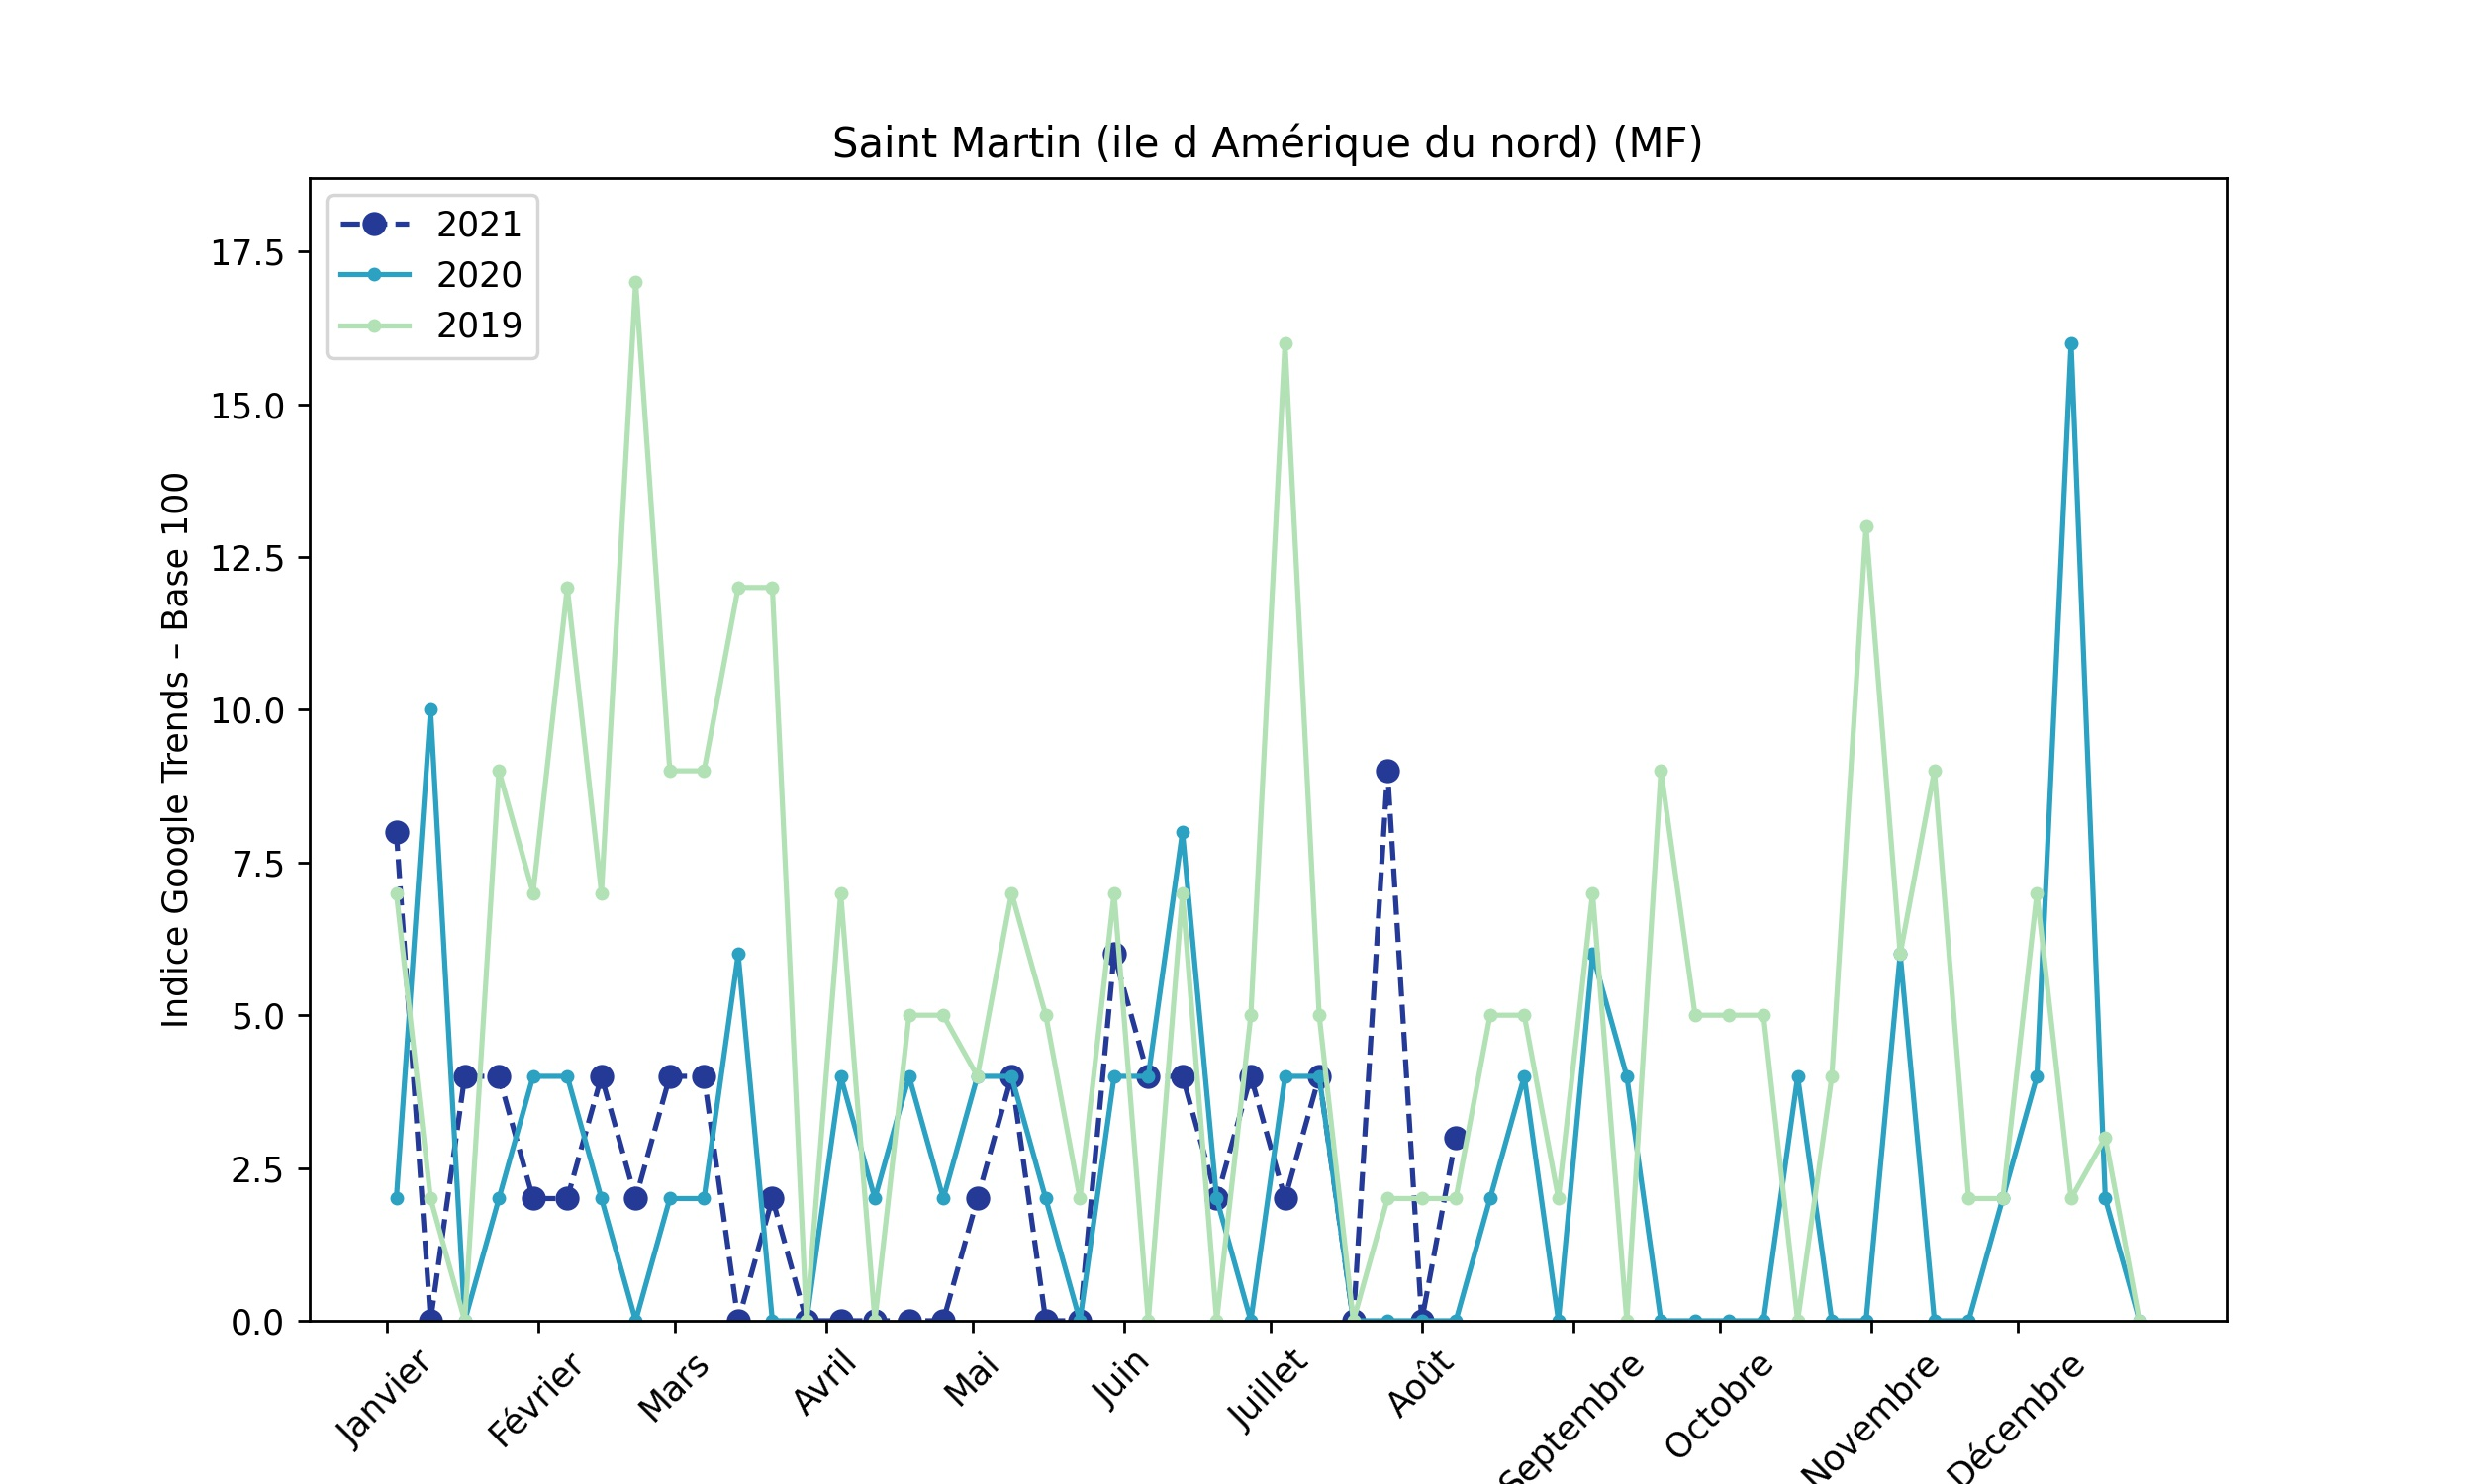 Saint Martin (ile d Amérique du nord) (MF)
2021
2020
2019
Indice Google Trends – Base 100
17.5
15.0
12.5
10.0
7.5
5.0
2.5
0.0
Janvier
Février
Mars
Avril
Mai
Juin
Juillet
Août
Septembre
Octobre
Novembre
Décembre